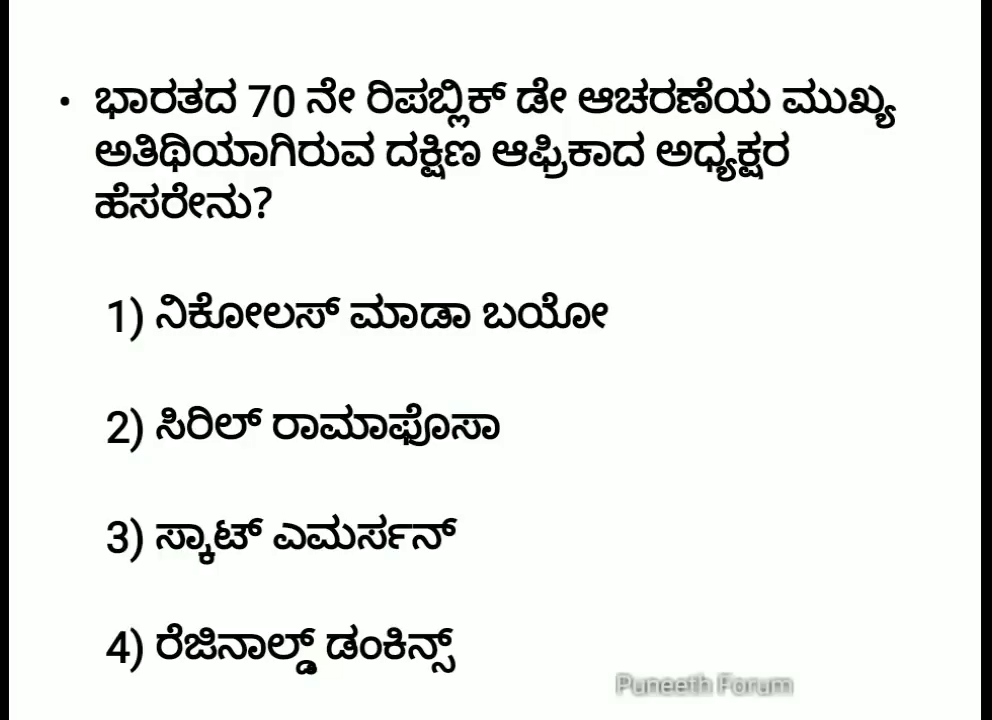 • ಭಾರತದ 70 ನೇ ರಿಪಬ್ಲಿಕ್ ಡೇ ಆಚರಣೆಯ ಮುಖ್ಯ
ಅತಿಥಿಯಾಗಿರುವ ದಕ್ಷಿಣ ಆಫ್ರಿಕಾದ ಅಧ್ಯಕ್ಷರ
ಹೆಸರೇನು?
1) ನಿಕೋಲಸ್ ಮಾಡಾ ಬಯೋ
2) ಸಿರಿಲ್ ರಾಮಾಫೊಸಾ
3) ಸ್ಕಾಟ್ ಎಮರ್ಸನ್
4) ರೆಜಿನಾಲ್ಡ್ ಡಂಕಿನ್ಸ್
Puneeth Forum